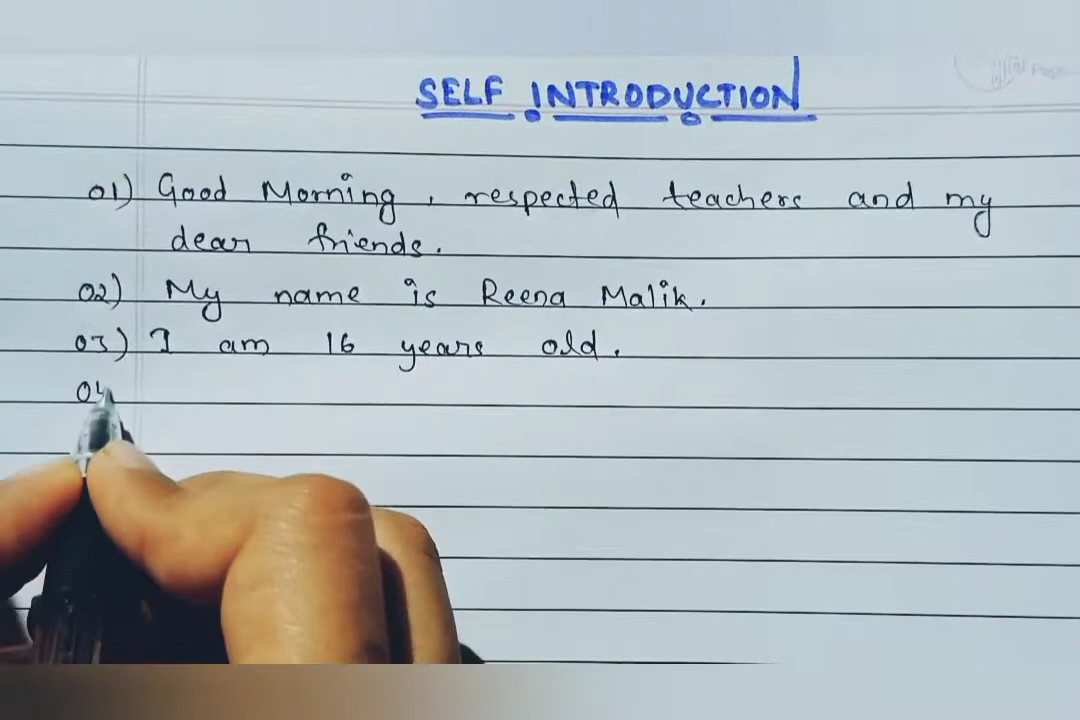 SELF INTRODUCTION
01) Good Morning, respected teachers and my
dear friends.
02) My name is Reena Malik.
03) I am 16 years old.
04